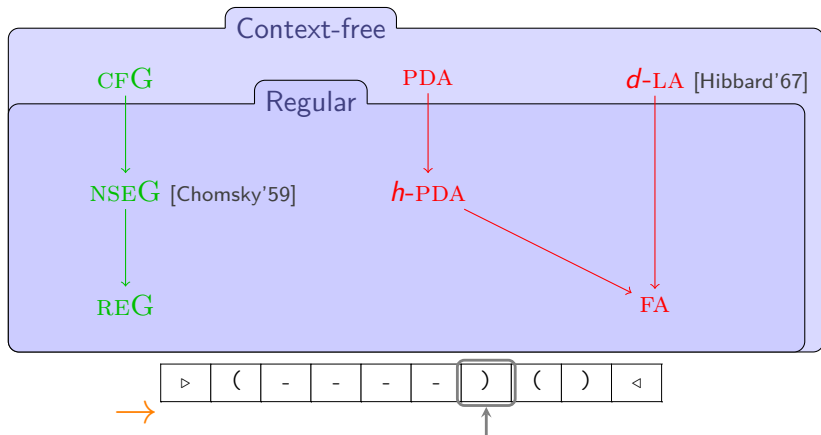 Context-free
CFG PDA d-LA [Hibbard'67]
Regular
NSEG [Chomsky'59] h-PDA
REG FA
▷ ( - - - - ) ( ) ◁